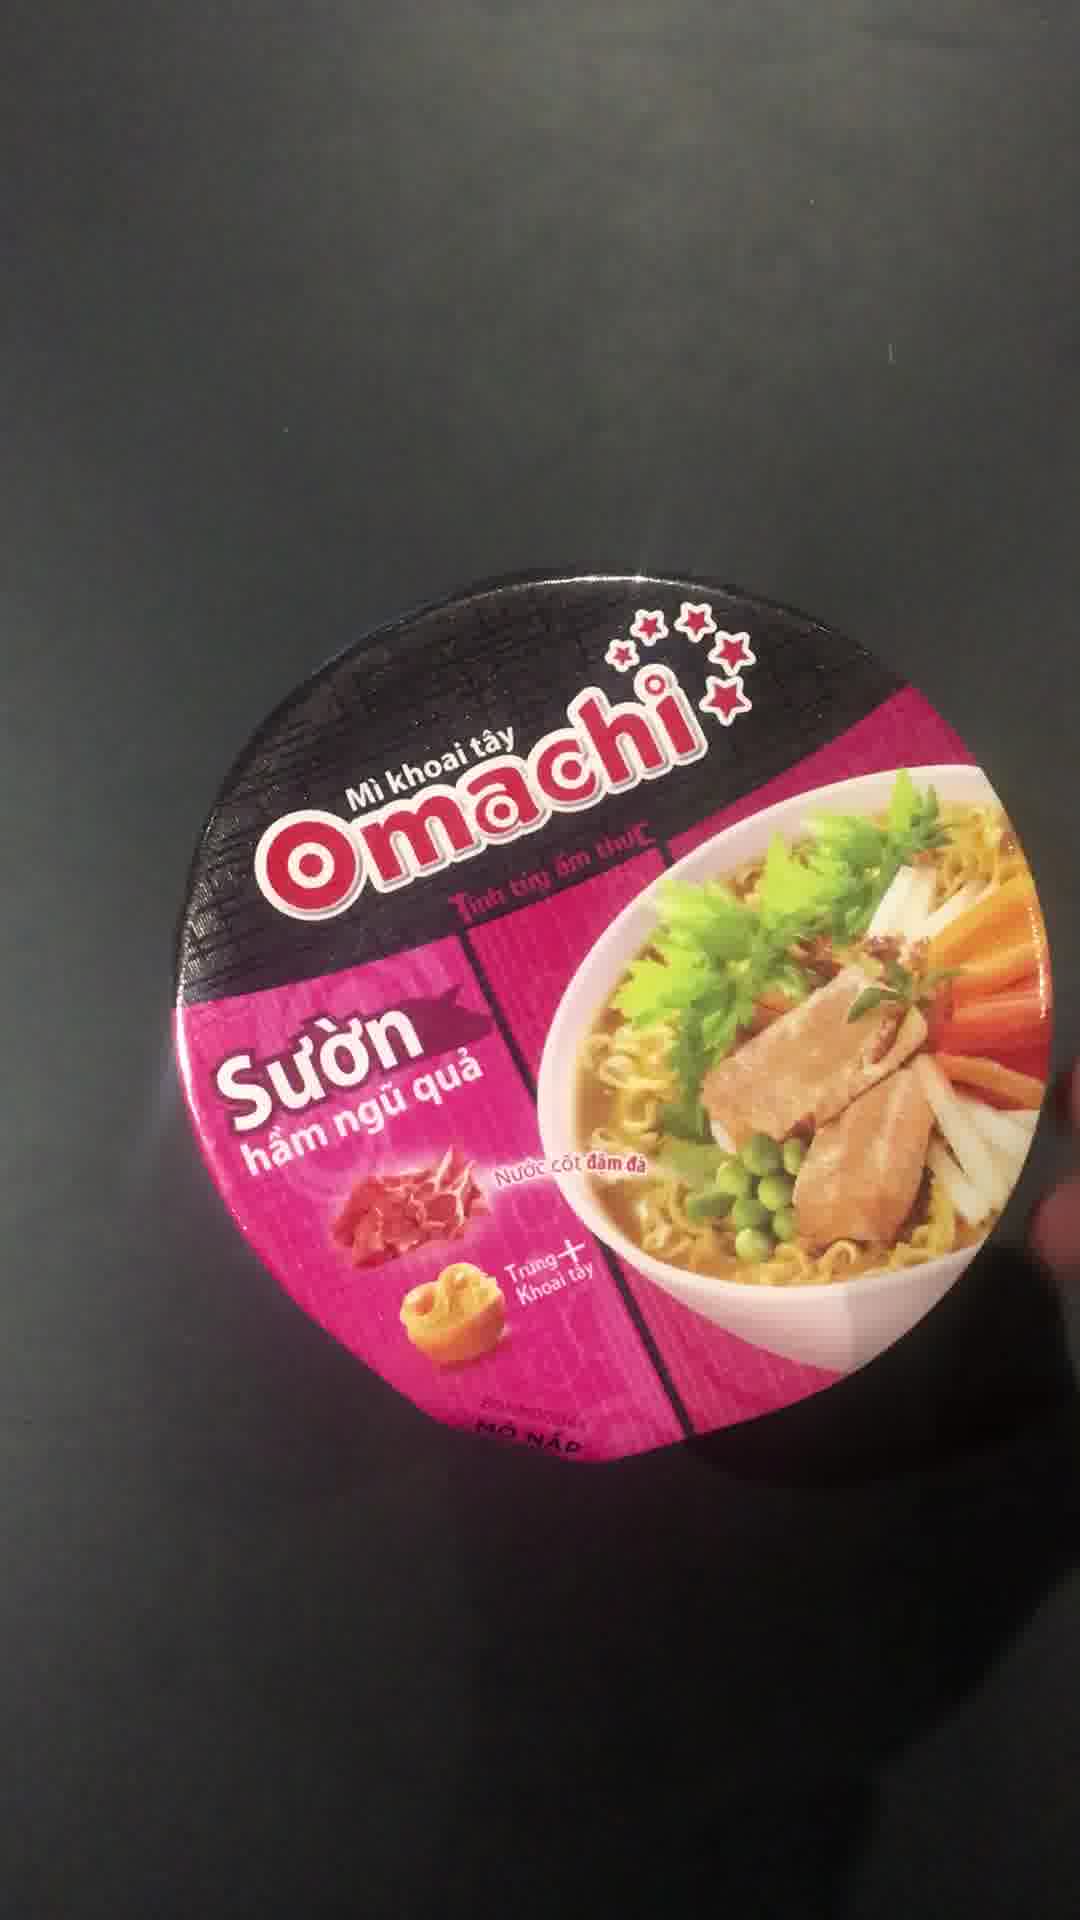 Mì khoai tây
Omachi
Tinh túy ẩm thực
Sườn
hầm ngũ quả
Nước cốt đậm đà
Trứng+
Khoai tây
MỞ NẮP